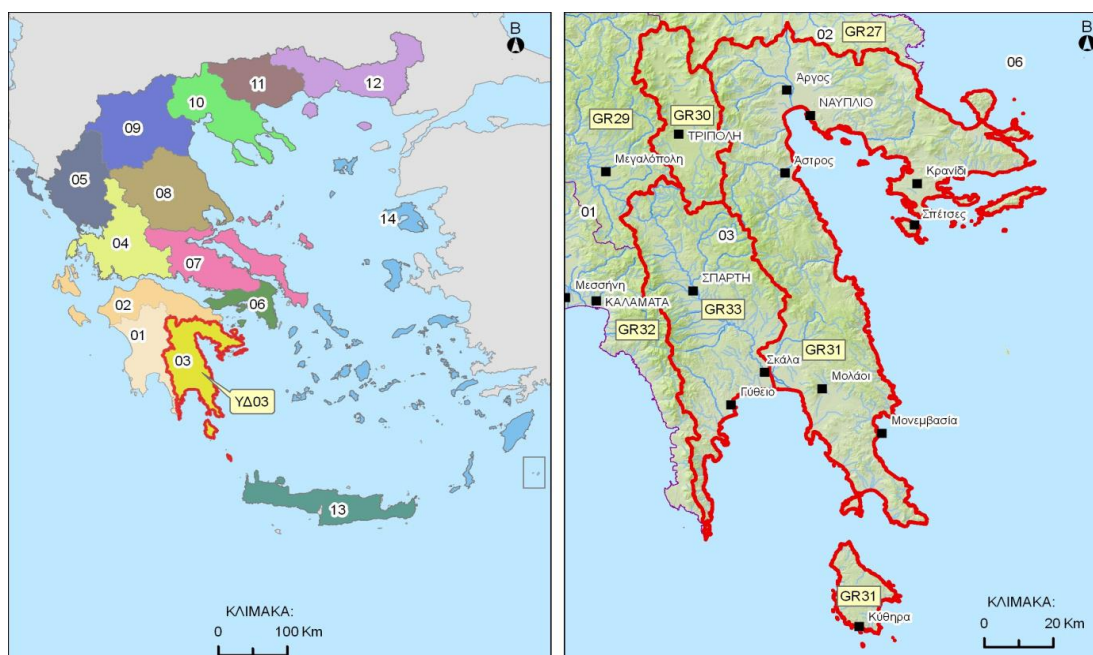 B
12
11
10
09
05
08
14
04
07
02
06
01
03
ΥΔ03
13
ΚΛΙΜΑΚΑ:
0 100 Km
B
02
GR27
06
Άργος
ΝΑΥΠΛΙΟ
GR30
GR29
ΤΡΙΠΟΛΗ
Μεγαλόπολη
Άστρος
Κρανίδι
01
Σπέτσες
03
Μεσσήνη
ΣΠΑΡΤΗ
ΚΑΛΑΜΑΤΑ
GR33
GR32
GR31
Σκάλα
Μολάοι
Γύθειο
Μονεμβασία
GR31
Κύθηρα
ΚΛΙΜΑΚΑ:
0 20 Km